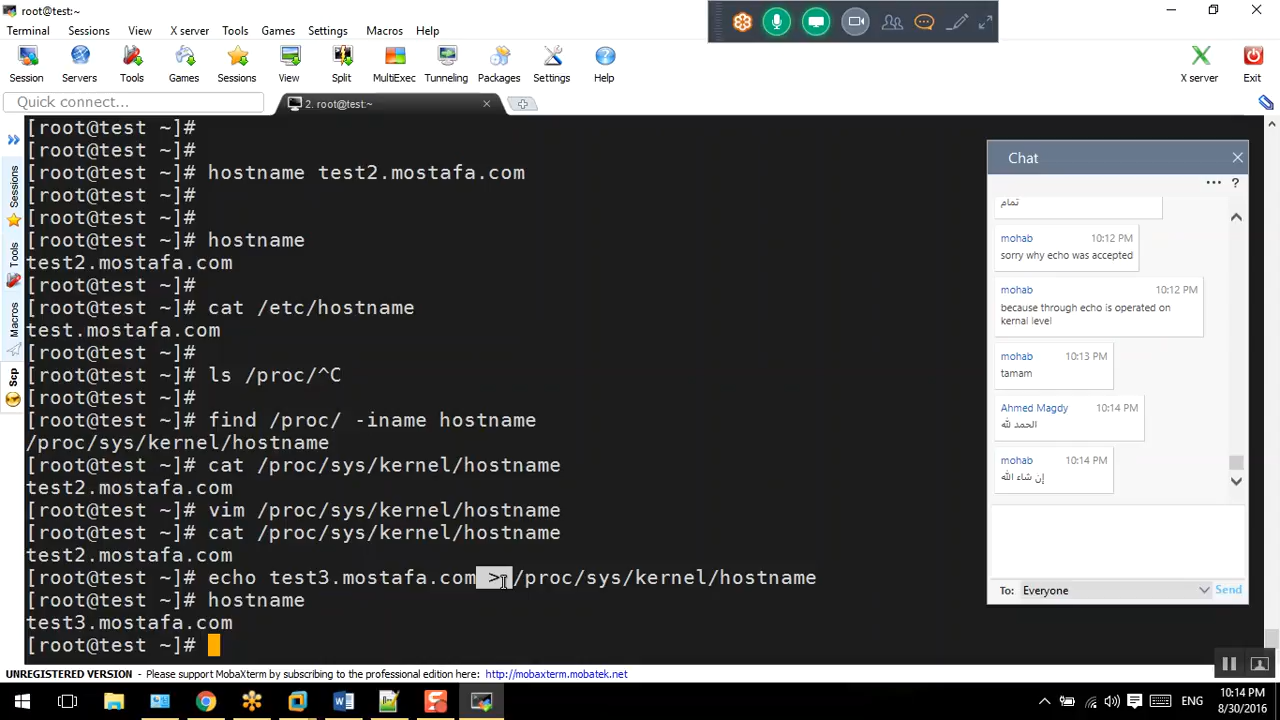 root@test:~
Terminal Sessions View X server Tools Games Settings Macros Help
Session Servers Tools Games Sessions View Split MultiExec Tunneling Packages Settings Help X server Exit
Quick connect...
2. root@test:~
Sessions
Tools
Macros
Scp
[root@test ~]#
[root@test ~]#
[root@test ~]# hostname test2.mostafa.com
[root@test ~]#
[root@test ~]#
[root@test ~]# hostname
test2.mostafa.com
[root@test ~]#
[root@test ~]# cat /etc/hostname
test.mostafa.com
[root@test ~]#
[root@test ~]# ls /proc/^C
[root@test ~]#
[root@test ~]# find /proc/ -iname hostname
/proc/sys/kernel/hostname
[root@test ~]# cat /proc/sys/kernel/hostname
test2.mostafa.com
[root@test ~]# vim /proc/sys/kernel/hostname
[root@test ~]# cat /proc/sys/kernel/hostname
test2.mostafa.com
[root@test ~]# echo test3.mostafa.com > /proc/sys/kernel/hostname
[root@test ~]# hostname
test3.mostafa.com
[root@test ~]#
Chat
... ?
تمام
mohab 10:12 PM
sorry why echo was accepted
mohab 10:12 PM
because through echo is operated on
kernal level
mohab 10:13 PM
tamam
Ahmed Magdy 10:14 PM
الحمد لله
mohab 10:14 PM
إن شاء الله
To: Everyone Send
UNREGISTERED VERSION - Please support MobaXterm by subscribing to the professional edition here: http://mobaxterm.mobatek.net
ENG
10:14 PM
8/30/2016